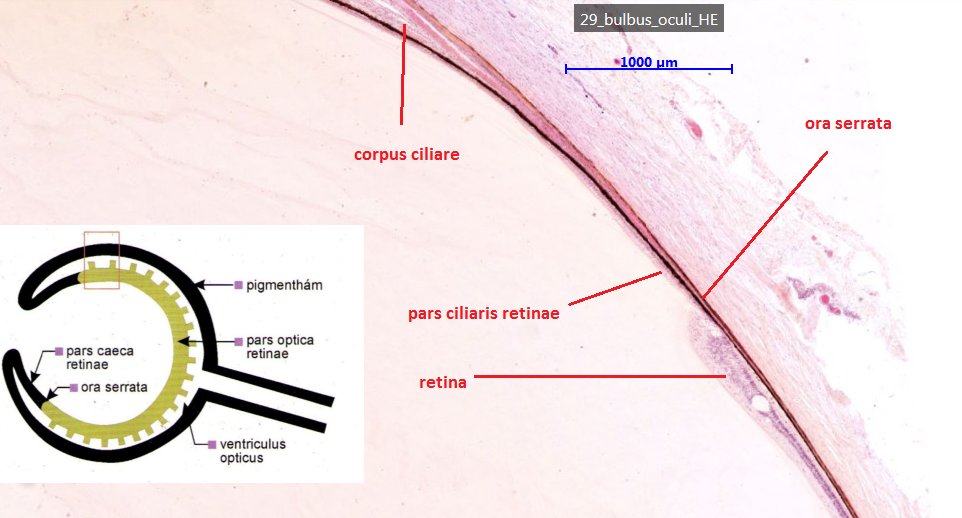 29_bulbus_oculi_HE
1000 µm
ora serrata
corpus ciliare
pars ciliaris retinae
retina
pigmenthám
pars optica
retinae
pars caeca
retinae
ora serrata
ventriculus
opticus